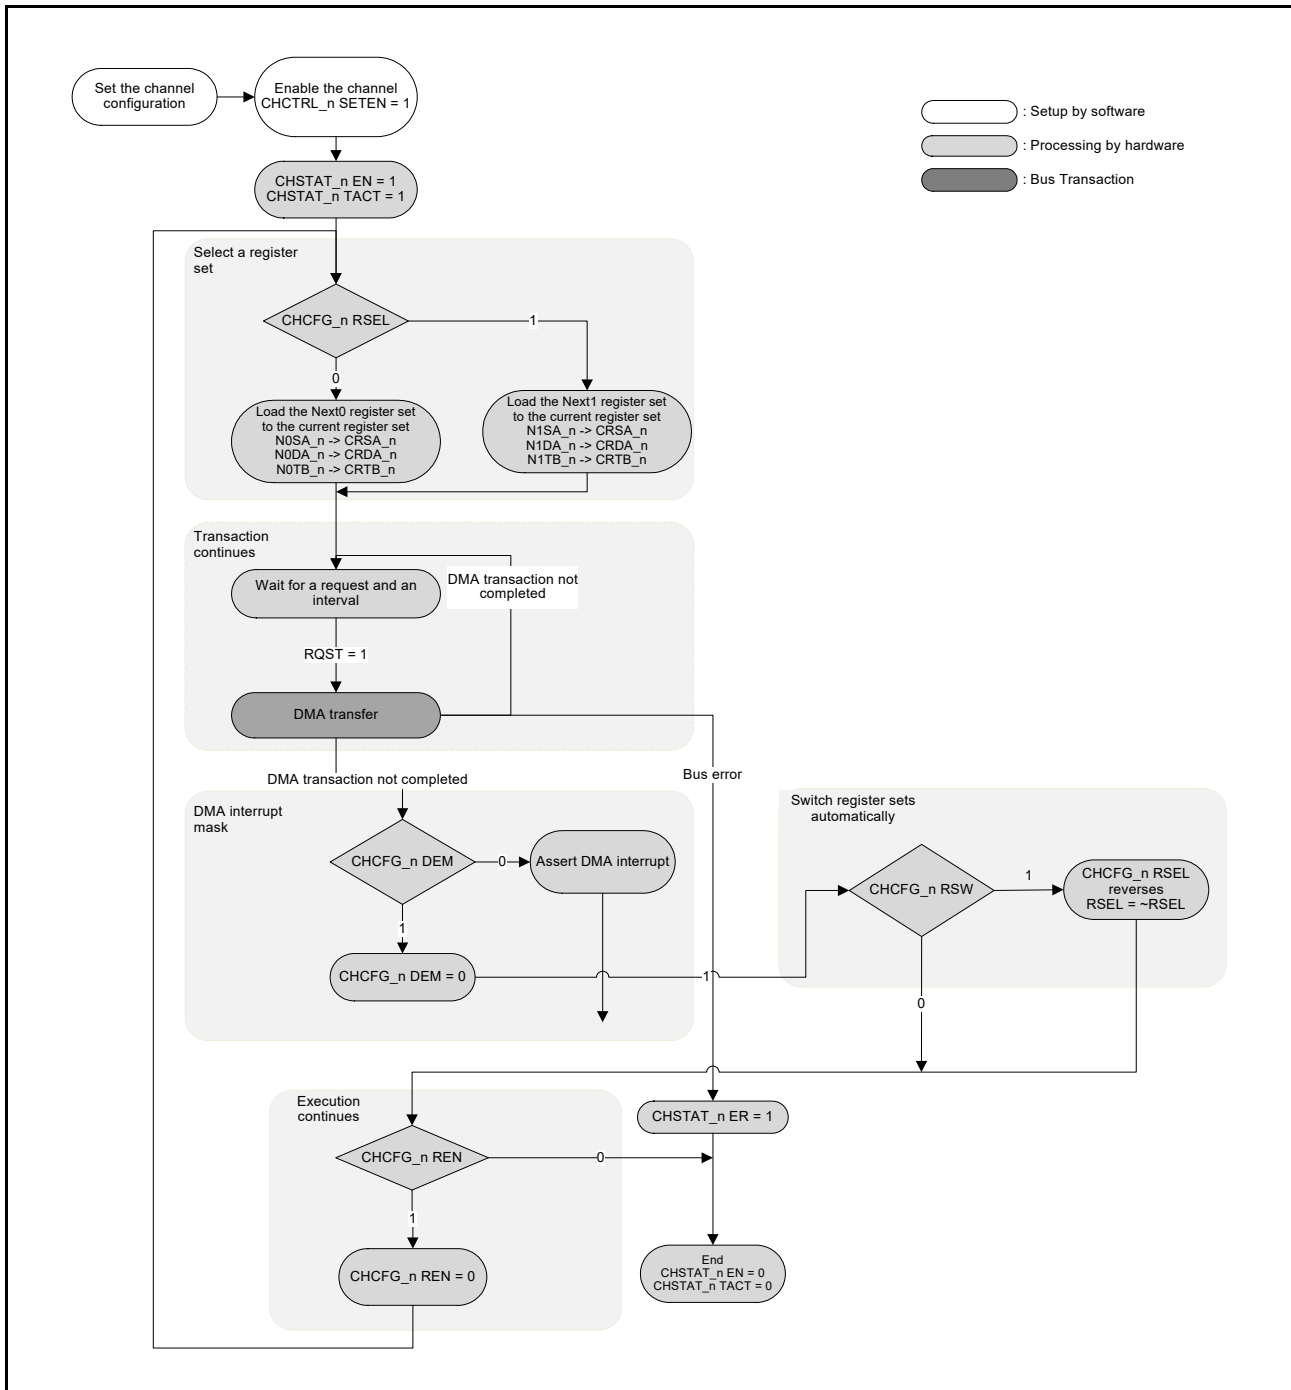 Set the channel
configuration
Enable the channel
CHCTRL_n SETEN = 1
: Setup by software
: Processing by hardware
: Bus Transaction
CHSTAT_n EN = 1
CHSTAT_n TACT = 1
Select a register
set
CHCFG_n RSEL
1
0
Load the Next0 register set
to the current register set
N0SA_n -> CRSA_n
N0DA_n -> CRDA_n
N0TB_n -> CRTB_n
Load the Next1 register set
to the current register set
N1SA_n -> CRSA_n
N1DA_n -> CRDA_n
N1TB_n -> CRTB_n
Transaction
continues
Wait for a request and an
interval
DMA transaction not
completed
RQST = 1
DMA transfer
DMA transaction not completed
Bus error
DMA interrupt
mask
CHCFG_n DEM
0
Assert DMA interrupt
1
CHCFG_n DEM = 0
1
Switch register sets
automatically
CHCFG_n RSW
1
CHCFG_n RSEL
reverses
RSEL = ~RSEL
0
Execution
continues
CHSTAT_n ER = 1
CHCFG_n REN
0
1
CHCFG_n REN = 0
End
CHSTAT_n EN = 0
CHSTAT_n TACT = 0